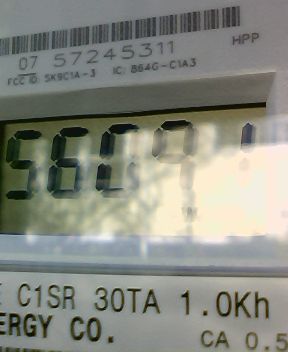 07 57245311
HPP
FCC ID: SK9C1A-3 IC: 864G-C1A3
56091
C1SR 30TA 1.0Kh
ERGY CO.
CA 0.5